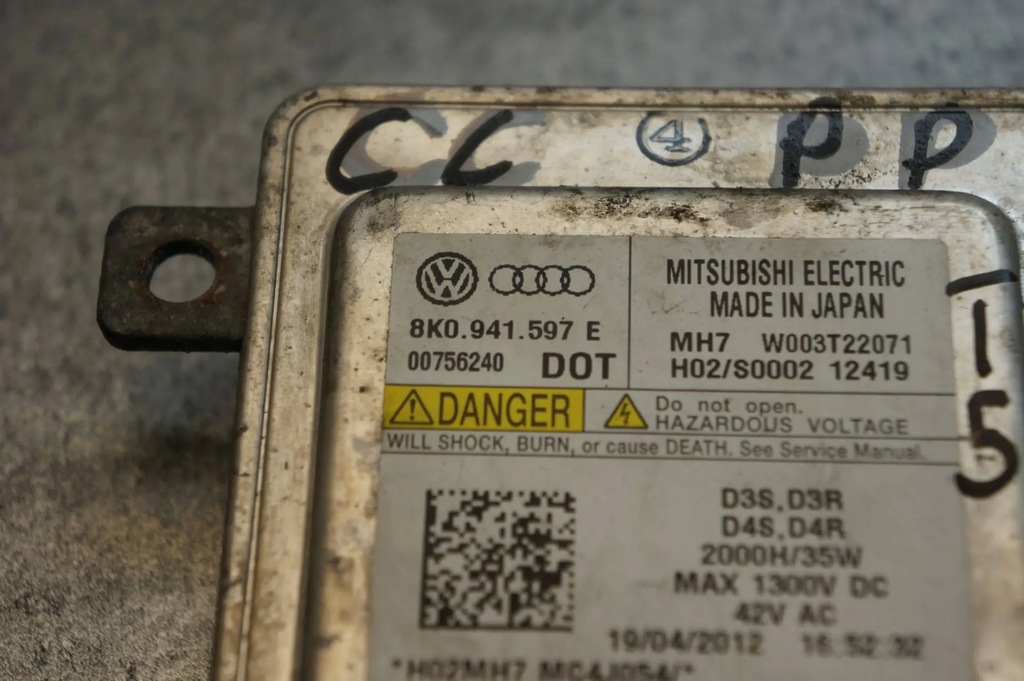 CC ④ PP
MITSUBISHI ELECTRIC
MADE IN JAPAN
8K0.941.597 E
00756240 DOT
MH7 W003T22071
H02/S0002 12419
15
DANGER
Do not open.
HAZARDOUS VOLTAGE
WILL SHOCK, BURN, or cause DEATH. See Service Manual.
D3S,D3R
D4S,D4R
2000H/35W
MAX 1300V DC
42V AC
19/04/2012 16:52:32
*H02MH7